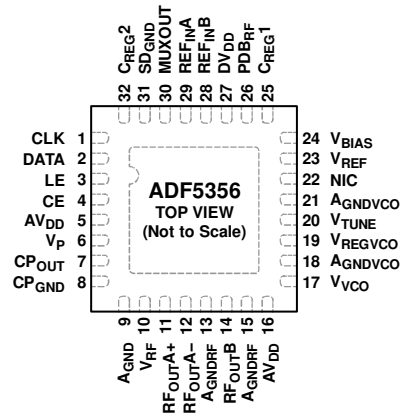 CREG2
SDGND
MUXOUT
REFINA
REFINB
DVDD
PDBRF
CREG1
32 31 30 29 28 27 26 25
CLK 1
DATA 2
LE 3
CE 4
AVDD 5
VP 6
CPOUT 7
CPGND 8
ADF5356
TOP VIEW
(Not to Scale)
24 VBIAS
23 VREF
22 NIC
21 AGNDVCO
20 VTUNE
19 VREGVCO
18 AGNDVCO
17 VVCO
9 10 11 12 13 14 15 16
AGND
VRF
RFOUTA+
RFOUTA−
AGNDRF
RFOUTB
AGNDRF
AVDD